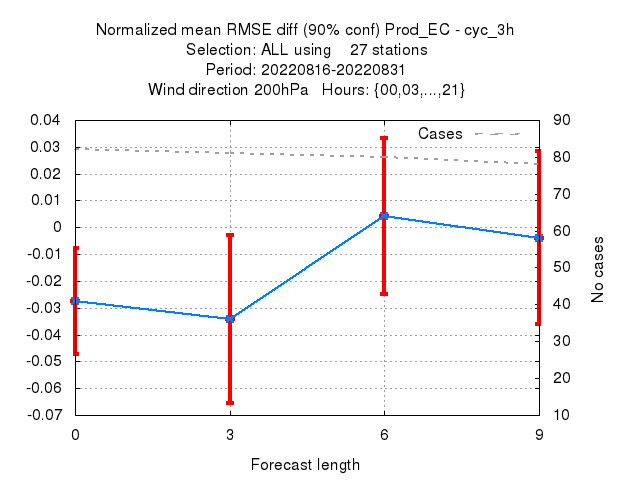 Normalized mean RMSE diff (90% conf) Prod_EC - cyc_3h
Selection: ALL using    27 stations
Period: 20220816-20220831
Wind direction 200hPa   Hours: {00,03,...,21}
Cases
0.04
0.03
0.02
0.01
0
-0.01
-0.02
-0.03
-0.04
-0.05
-0.06
-0.07
90
80
70
60
50
40
30
20
10
No cases
0 3 6 9
Forecast length